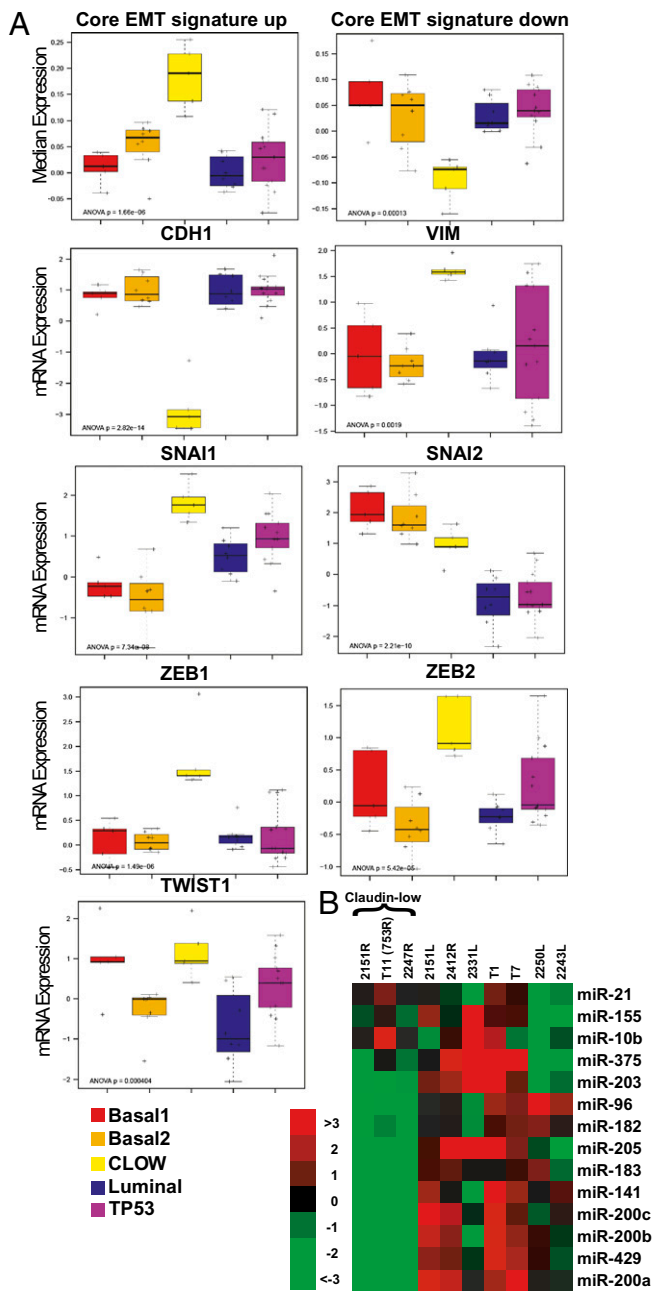 A
Core EMT signature up
Core EMT signature down
Median Expression
0.25
0.20
0.15
0.10
0.05
0.00
0.05
ANOVA p = 1.66e-06
0.15
0.10
0.05
0.00
-0.05
-0.10
-0.15
ANOVA p = 0.00013
CDH1
VIM
mRNA Expression
2
1
0
1
2
-3
ANOVA p = 2.82e-14
2.0
1.5
1.0
0.5
0.0
-0.5
-1.0
-1.5
ANOVA p = 0.0019
SNAI1
SNAI2
mRNA Expression
2
1
0
-1
ANOVA p = 7.34e-08
3
2
1
0
-1
-2
ANOVA p = 2.21e-10
ZEB1
ZEB2
mRNA Expression
3.0
2.5
2.0
1.5
1.0
0.5
0.0
-0.5
ANOVA p = 1.49e-06
1.5
1.0
0.5
0.0
-0.5
-1.0
ANOVA p = 5.42e-05
TWIST1
mRNA Expression
2
1
0
-1
-2
ANOVA p = 0.000404
Basal1
Basal2
CLOW
Luminal
TP53
B
Claudin-low
2151R
T11 (753R)
2247R
2151L
2412R
2331L
T1
T7
2250L
2243L
miR-21
miR-155
miR-10b
miR-375
miR-203
miR-96
miR-182
miR-205
miR-183
miR-141
miR-200c
miR-200b
miR-429
miR-200a
>3
2
1
0
-1
-2
<-3